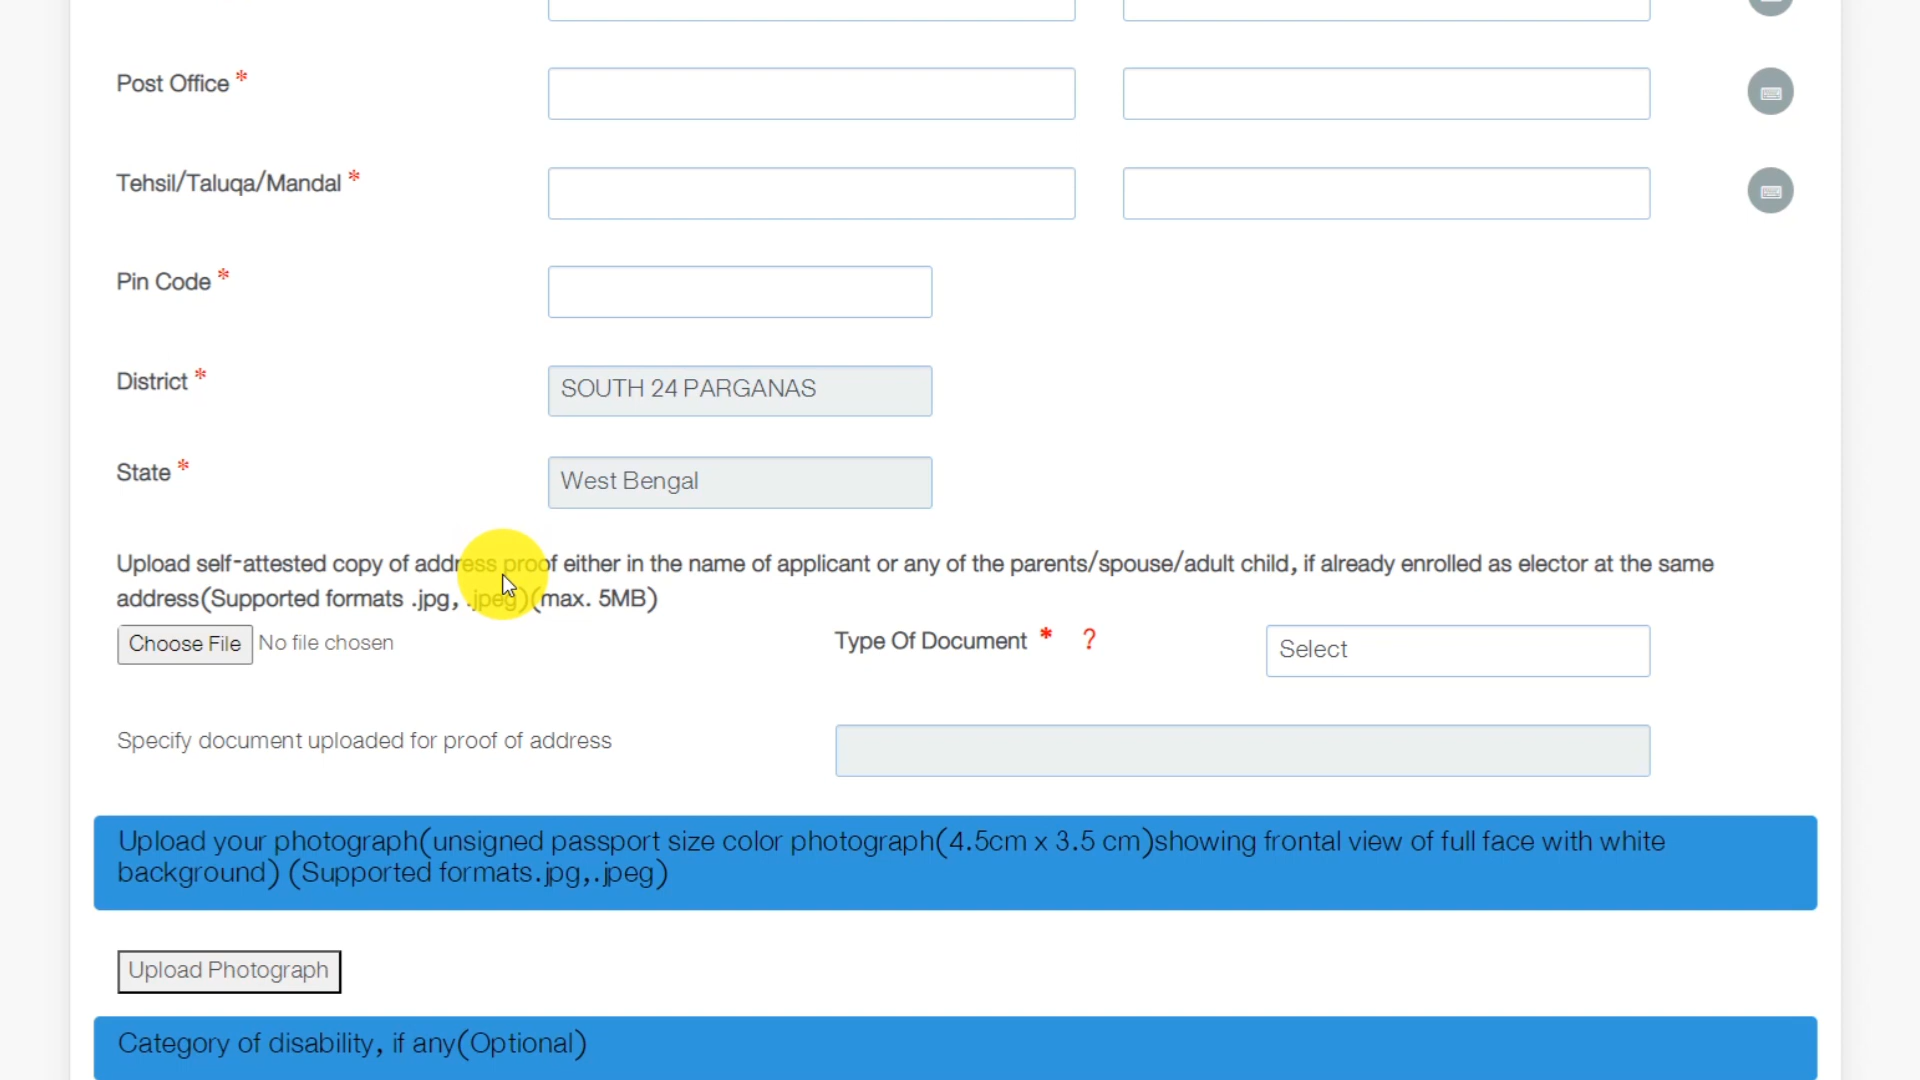 Post Office *
Tehsil/Taluqa/Mandal *
Pin Code *
District * SOUTH 24 PARGANAS
State * West Bengal
Upload self-attested copy of address proof either in the name of applicant or any of the parents/spouse/adult child, if already enrolled as elector at the same
address(Supported formats .jpg, .jpeg)(max. 5MB)
Choose File No file chosen Type Of Document * ? Select
Specify document uploaded for proof of address
Upload your photograph(unsigned passport size color photograph(4.5cm x 3.5 cm)showing frontal view of full face with white
background) (Supported formats.jpg,.jpeg)
Upload Photograph
Category of disability, if any(Optional)